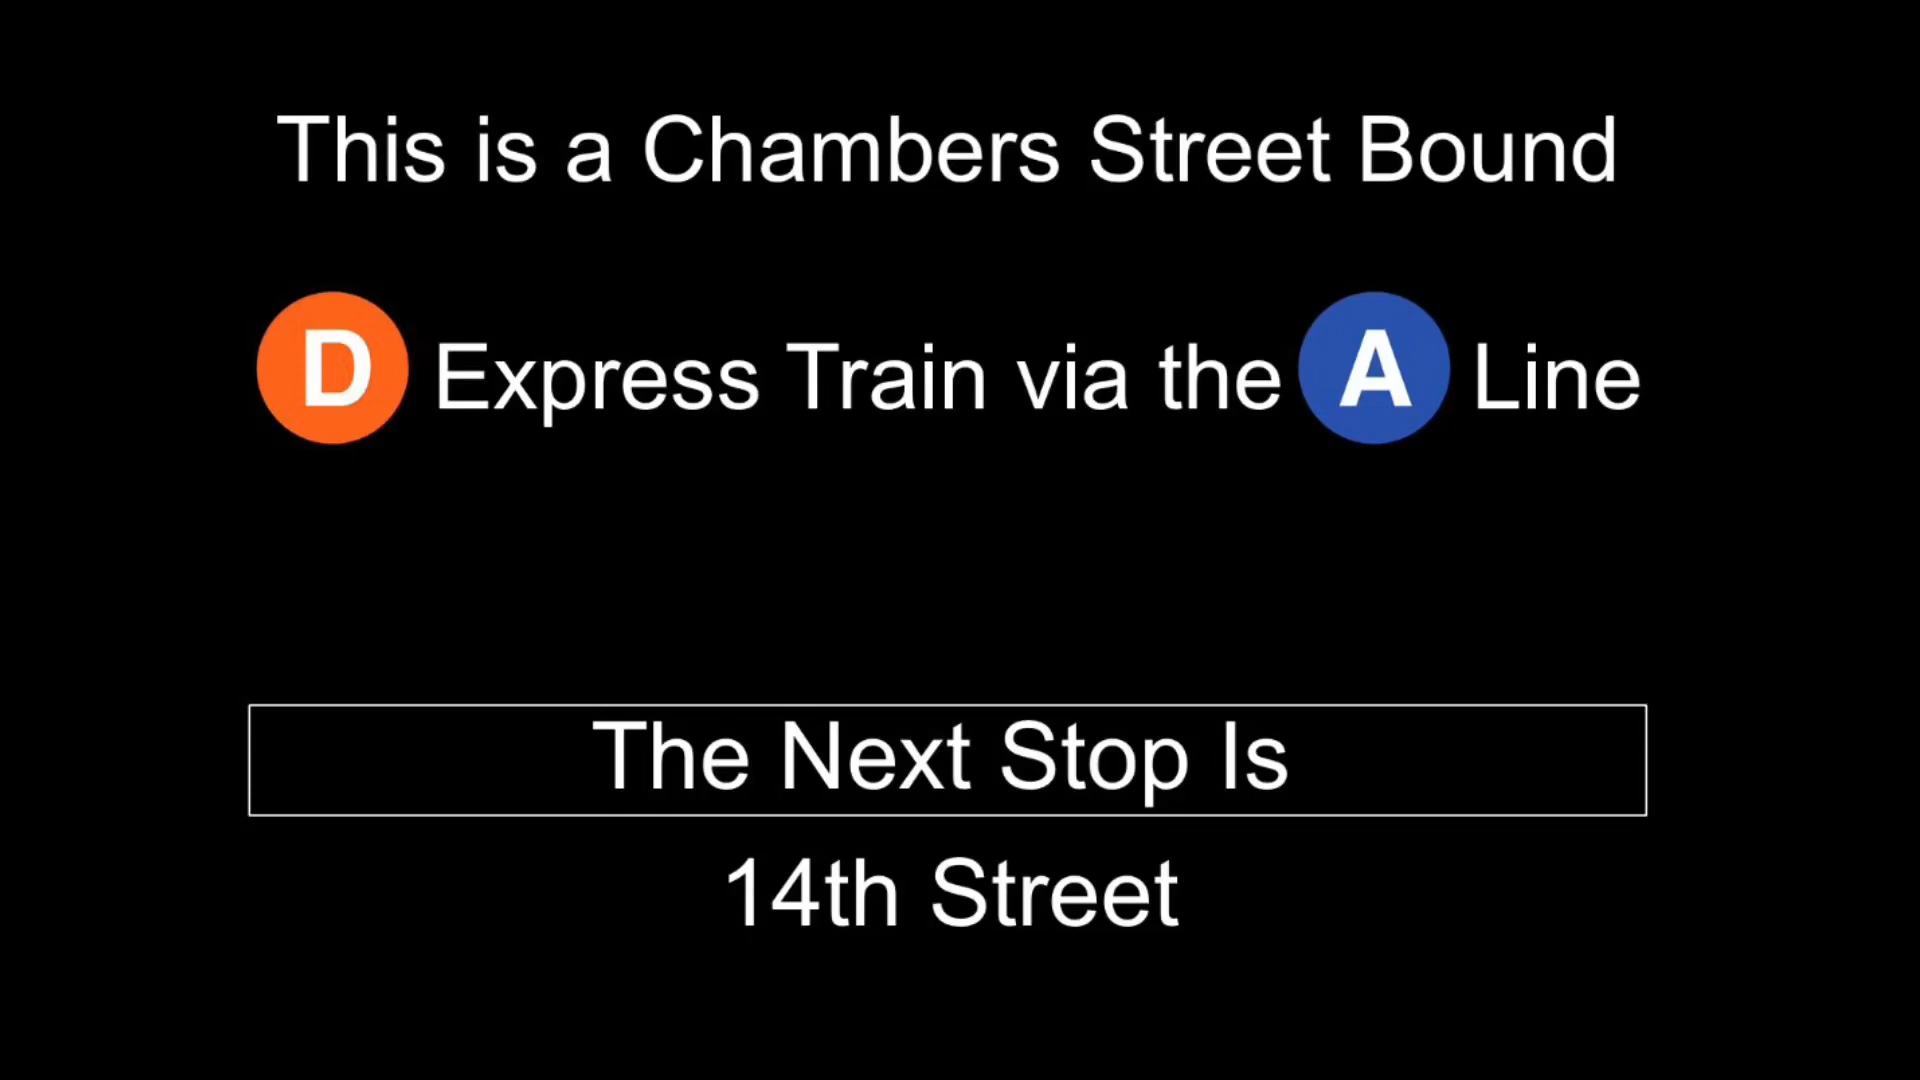 This is a Chambers Street Bound
D Express Train via the A Line
The Next Stop Is
14th Street